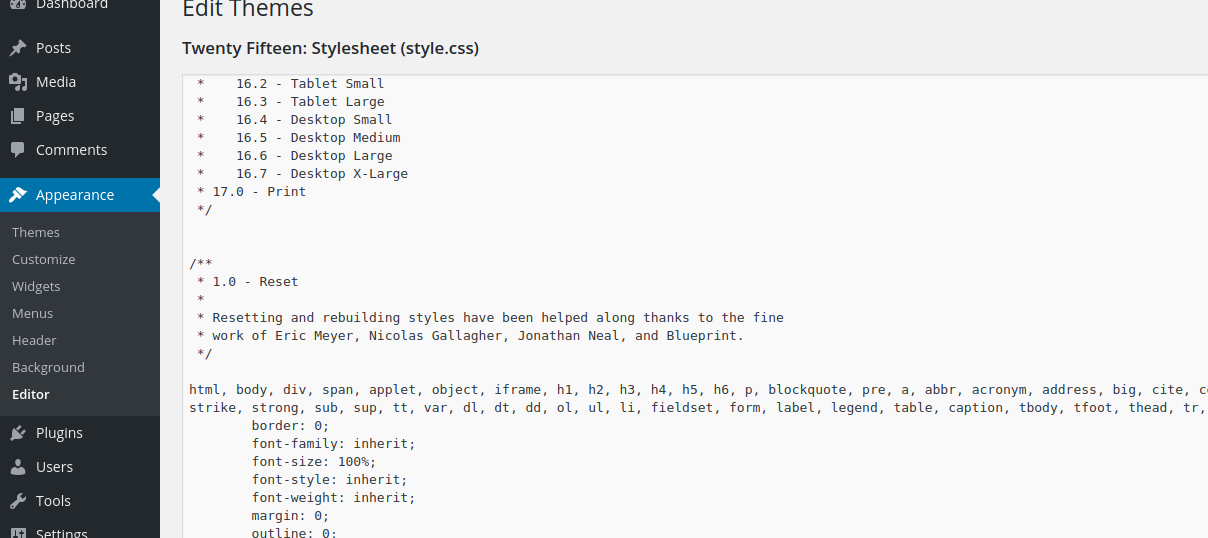 Dashboard
Posts
Media
Pages
Comments
Appearance
Themes
Customize
Widgets
Menus
Header
Background
Editor
Plugins
Users
Tools
Settings
Edit Themes
Twenty Fifteen: Stylesheet (style.css)
 *    16.2 - Tablet Small
 *    16.3 - Tablet Large
 *    16.4 - Desktop Small
 *    16.5 - Desktop Medium
 *    16.6 - Desktop Large
 *    16.7 - Desktop X-Large
 * 17.0 - Print
 */
/**
 * 1.0 - Reset
 *
 * Resetting and rebuilding styles have been helped along thanks to the fine
 * work of Eric Meyer, Nicolas Gallagher, Jonathan Neal, and Blueprint.
 */
html, body, div, span, applet, object, iframe, h1, h2, h3, h4, h5, h6, p, blockquote, pre, a, abbr, acronym, address, big, cite,
strike, strong, sub, sup, tt, var, dl, dt, dd, ol, ul, li, fieldset, form, label, legend, table, caption, tbody, tfoot, thead, tr,
        border: 0;
        font-family: inherit;
        font-size: 100%;
        font-style: inherit;
        font-weight: inherit;
        margin: 0;
        outline: 0;